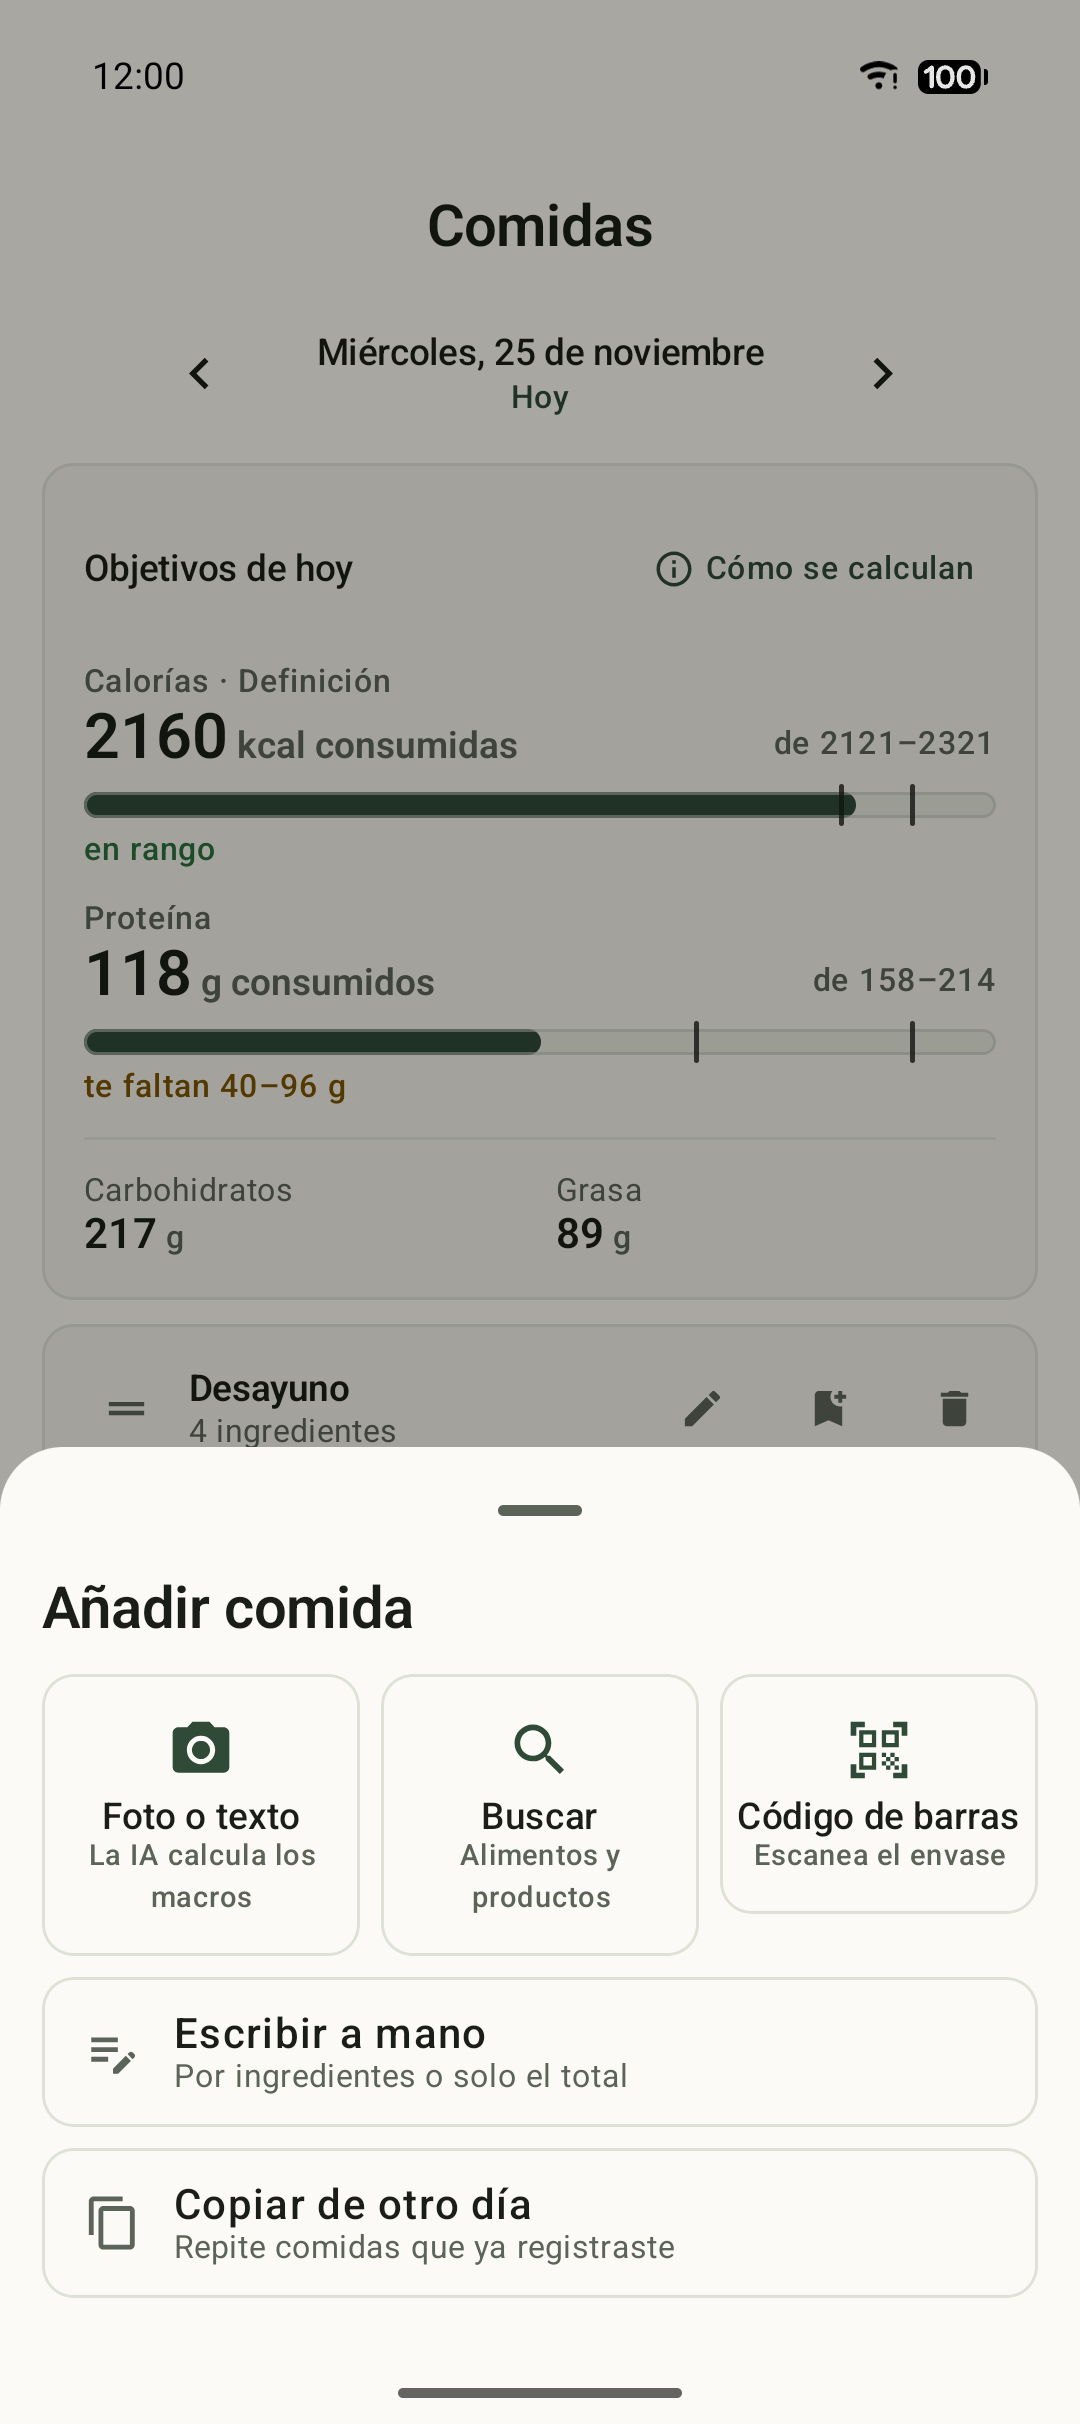 12:00
100
Comidas
Miércoles, 25 de noviembre
Hoy
Objetivos de hoy
Cómo se calculan
Calorías · Definición
2160 kcal consumidas
de 2121–2321
en rango
Proteína
118 g consumidos
de 158–214
te faltan 40–96 g
Carbohidratos
Grasa
217 g
89 g
Desayuno
4 ingredientes
Añadir comida
Foto o texto
La IA calcula los
macros
Buscar
Alimentos y
productos
Código de barras
Escanea el envase
Escribir a mano
Por ingredientes o solo el total
Copiar de otro día
Repite comidas que ya registraste